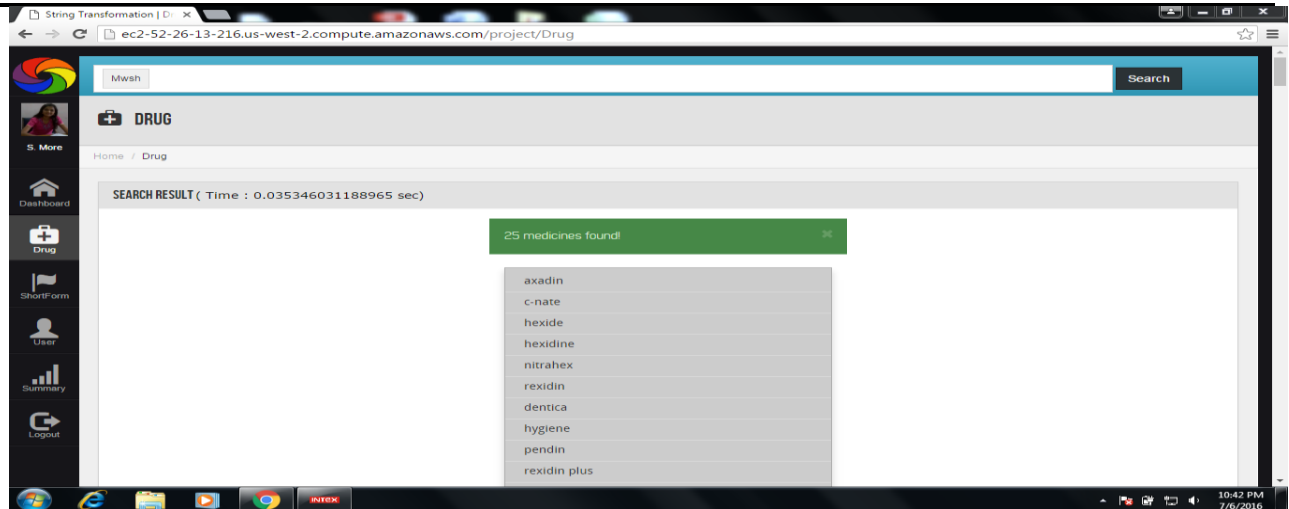 String Transformation | D
ec2-52-26-13-216.us-west-2.compute.amazonaws.com/project/Drug
Mwsh
Search
DRUG
S. More
Home / Drug
SEARCH RESULT ( Time : 0.035346031188965 sec)
Dashboard
25 medicines found!
Drug
axadin
ShortForm
c-nate
hexide
User
hexidine
nitrahex
Summary
rexidin
dentica
Logout
hygiene
pendin
rexidin plus
INTEX
10:42 PM
7/6/2016